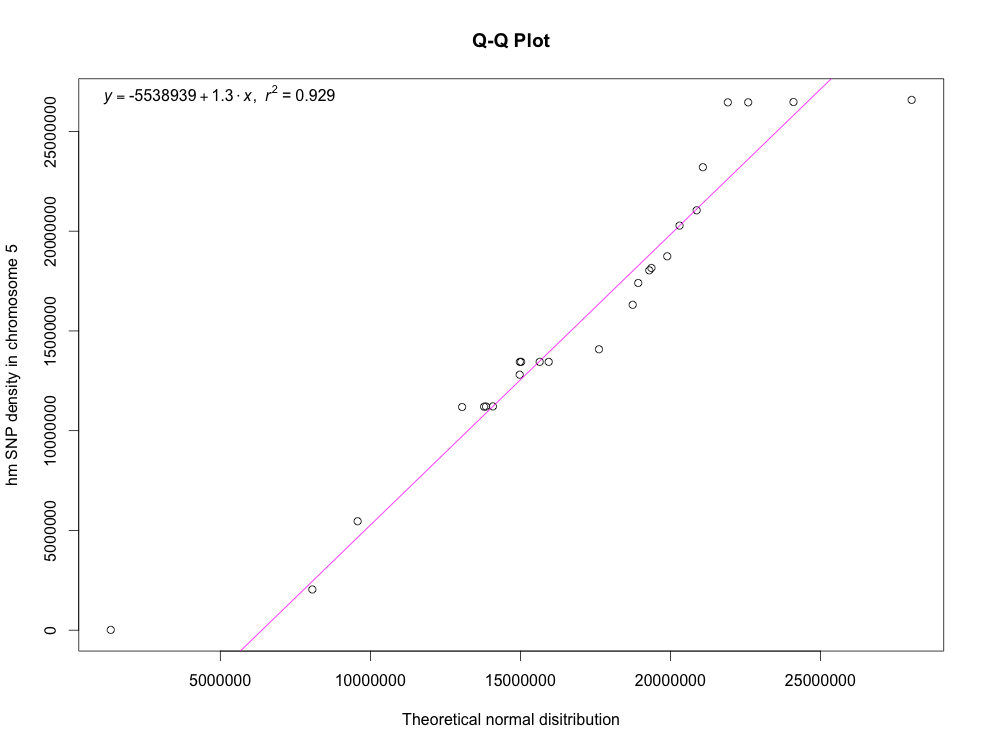 Q-Q Plot
y = -5538939 + 1.3 · x, r² = 0.929
hm SNP density in chromosome 5
25000000
20000000
15000000
10000000
5000000
0
5000000
10000000
15000000
20000000
25000000
Theoretical normal disitribution